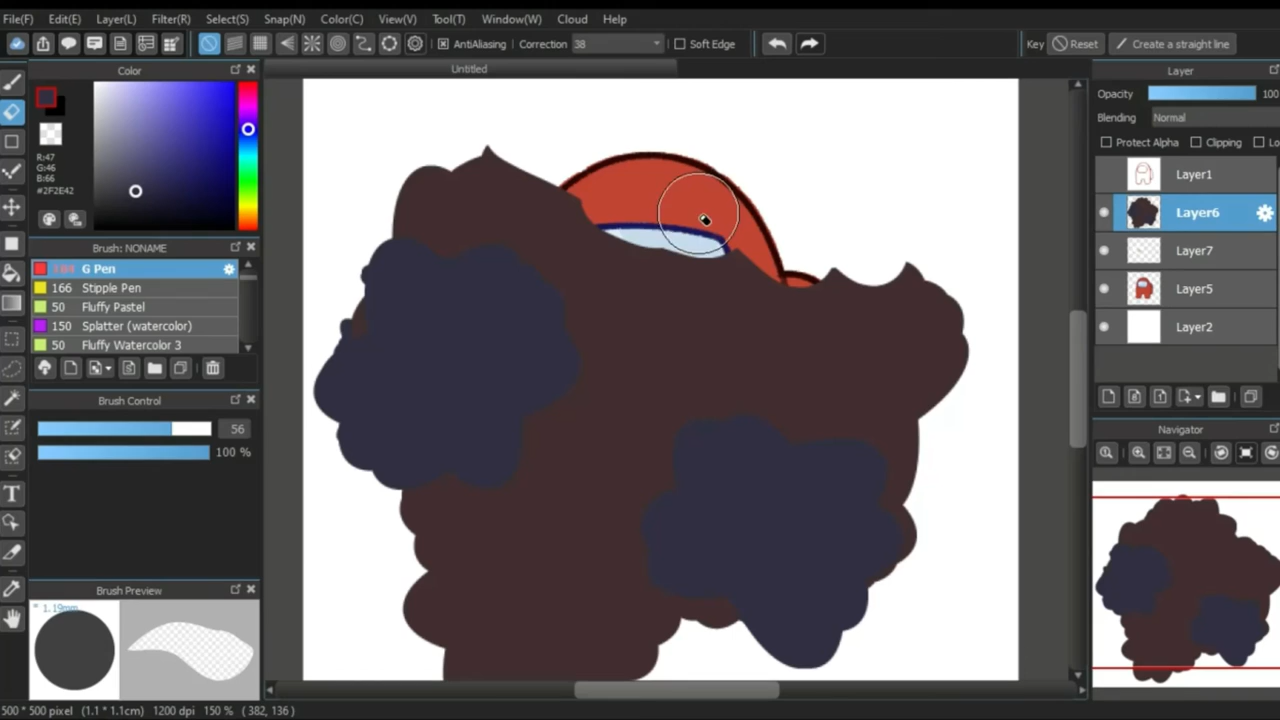 File(F) Edit(E) Layer(L) Filter(R) Select(S) Snap(N) Color(C) View(V) Tool(T) Window(W) Cloud Help
AntiAliasing Correction 38 Soft Edge Key Reset Create a straight line
Color
Untitled
Layer
R:47
G:46
B:66
#2F2E42
Opacity 100
Blending Normal
Protect Alpha Clipping Lo
Layer1
Layer6
Layer7
Layer5
Layer2
Brush: NONAME
G Pen
166 Stipple Pen
50 Fluffy Pastel
150 Splatter (watercolor)
50 Fluffy Watercolor 3
Brush Control
56
100 %
Navigator
Brush Preview
1.19mm
500 * 500 pixel (1.1 * 1.1cm) 1200 dpi 150 % ( 382, 136 )